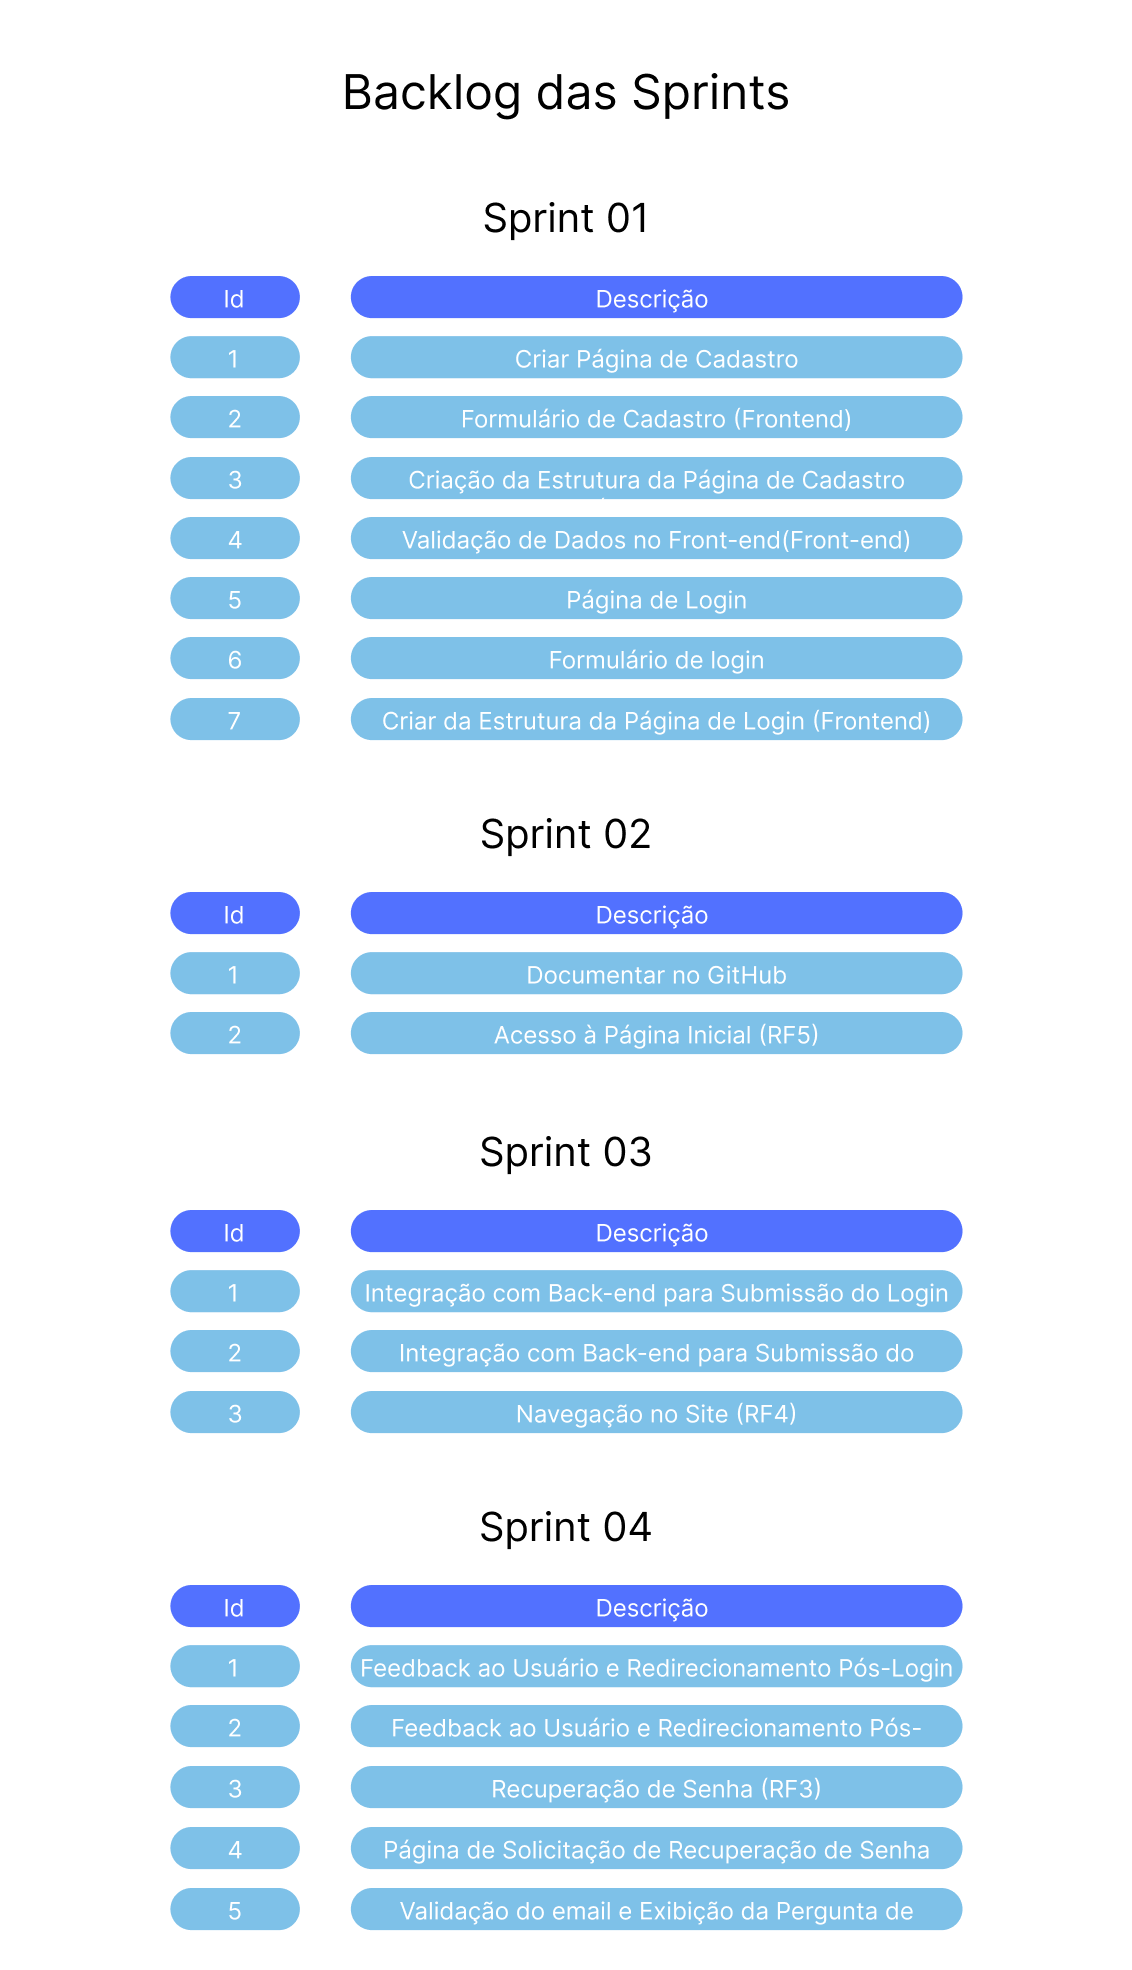 Backlog das Sprints
Sprint 01
Id Descrição
1 Criar Página de Cadastro
2 Formulário de Cadastro (Frontend)
3 Criação da Estrutura da Página de Cadastro
4 Validação de Dados no Front-end(Front-end)
5 Página de Login
6 Formulário de login
7 Criar da Estrutura da Página de Login (Frontend)
Sprint 02
Id Descrição
1 Documentar no GitHub
2 Acesso à Página Inicial (RF5)
Sprint 03
Id Descrição
1 Integração com Back-end para Submissão do Login
2 Integração com Back-end para Submissão do
3 Navegação no Site (RF4)
Sprint 04
Id Descrição
1 Feedback ao Usuário e Redirecionamento Pós-Login
2 Feedback ao Usuário e Redirecionamento Pós-
3 Recuperação de Senha (RF3)
4 Página de Solicitação de Recuperação de Senha
5 Validação do email e Exibição da Pergunta de